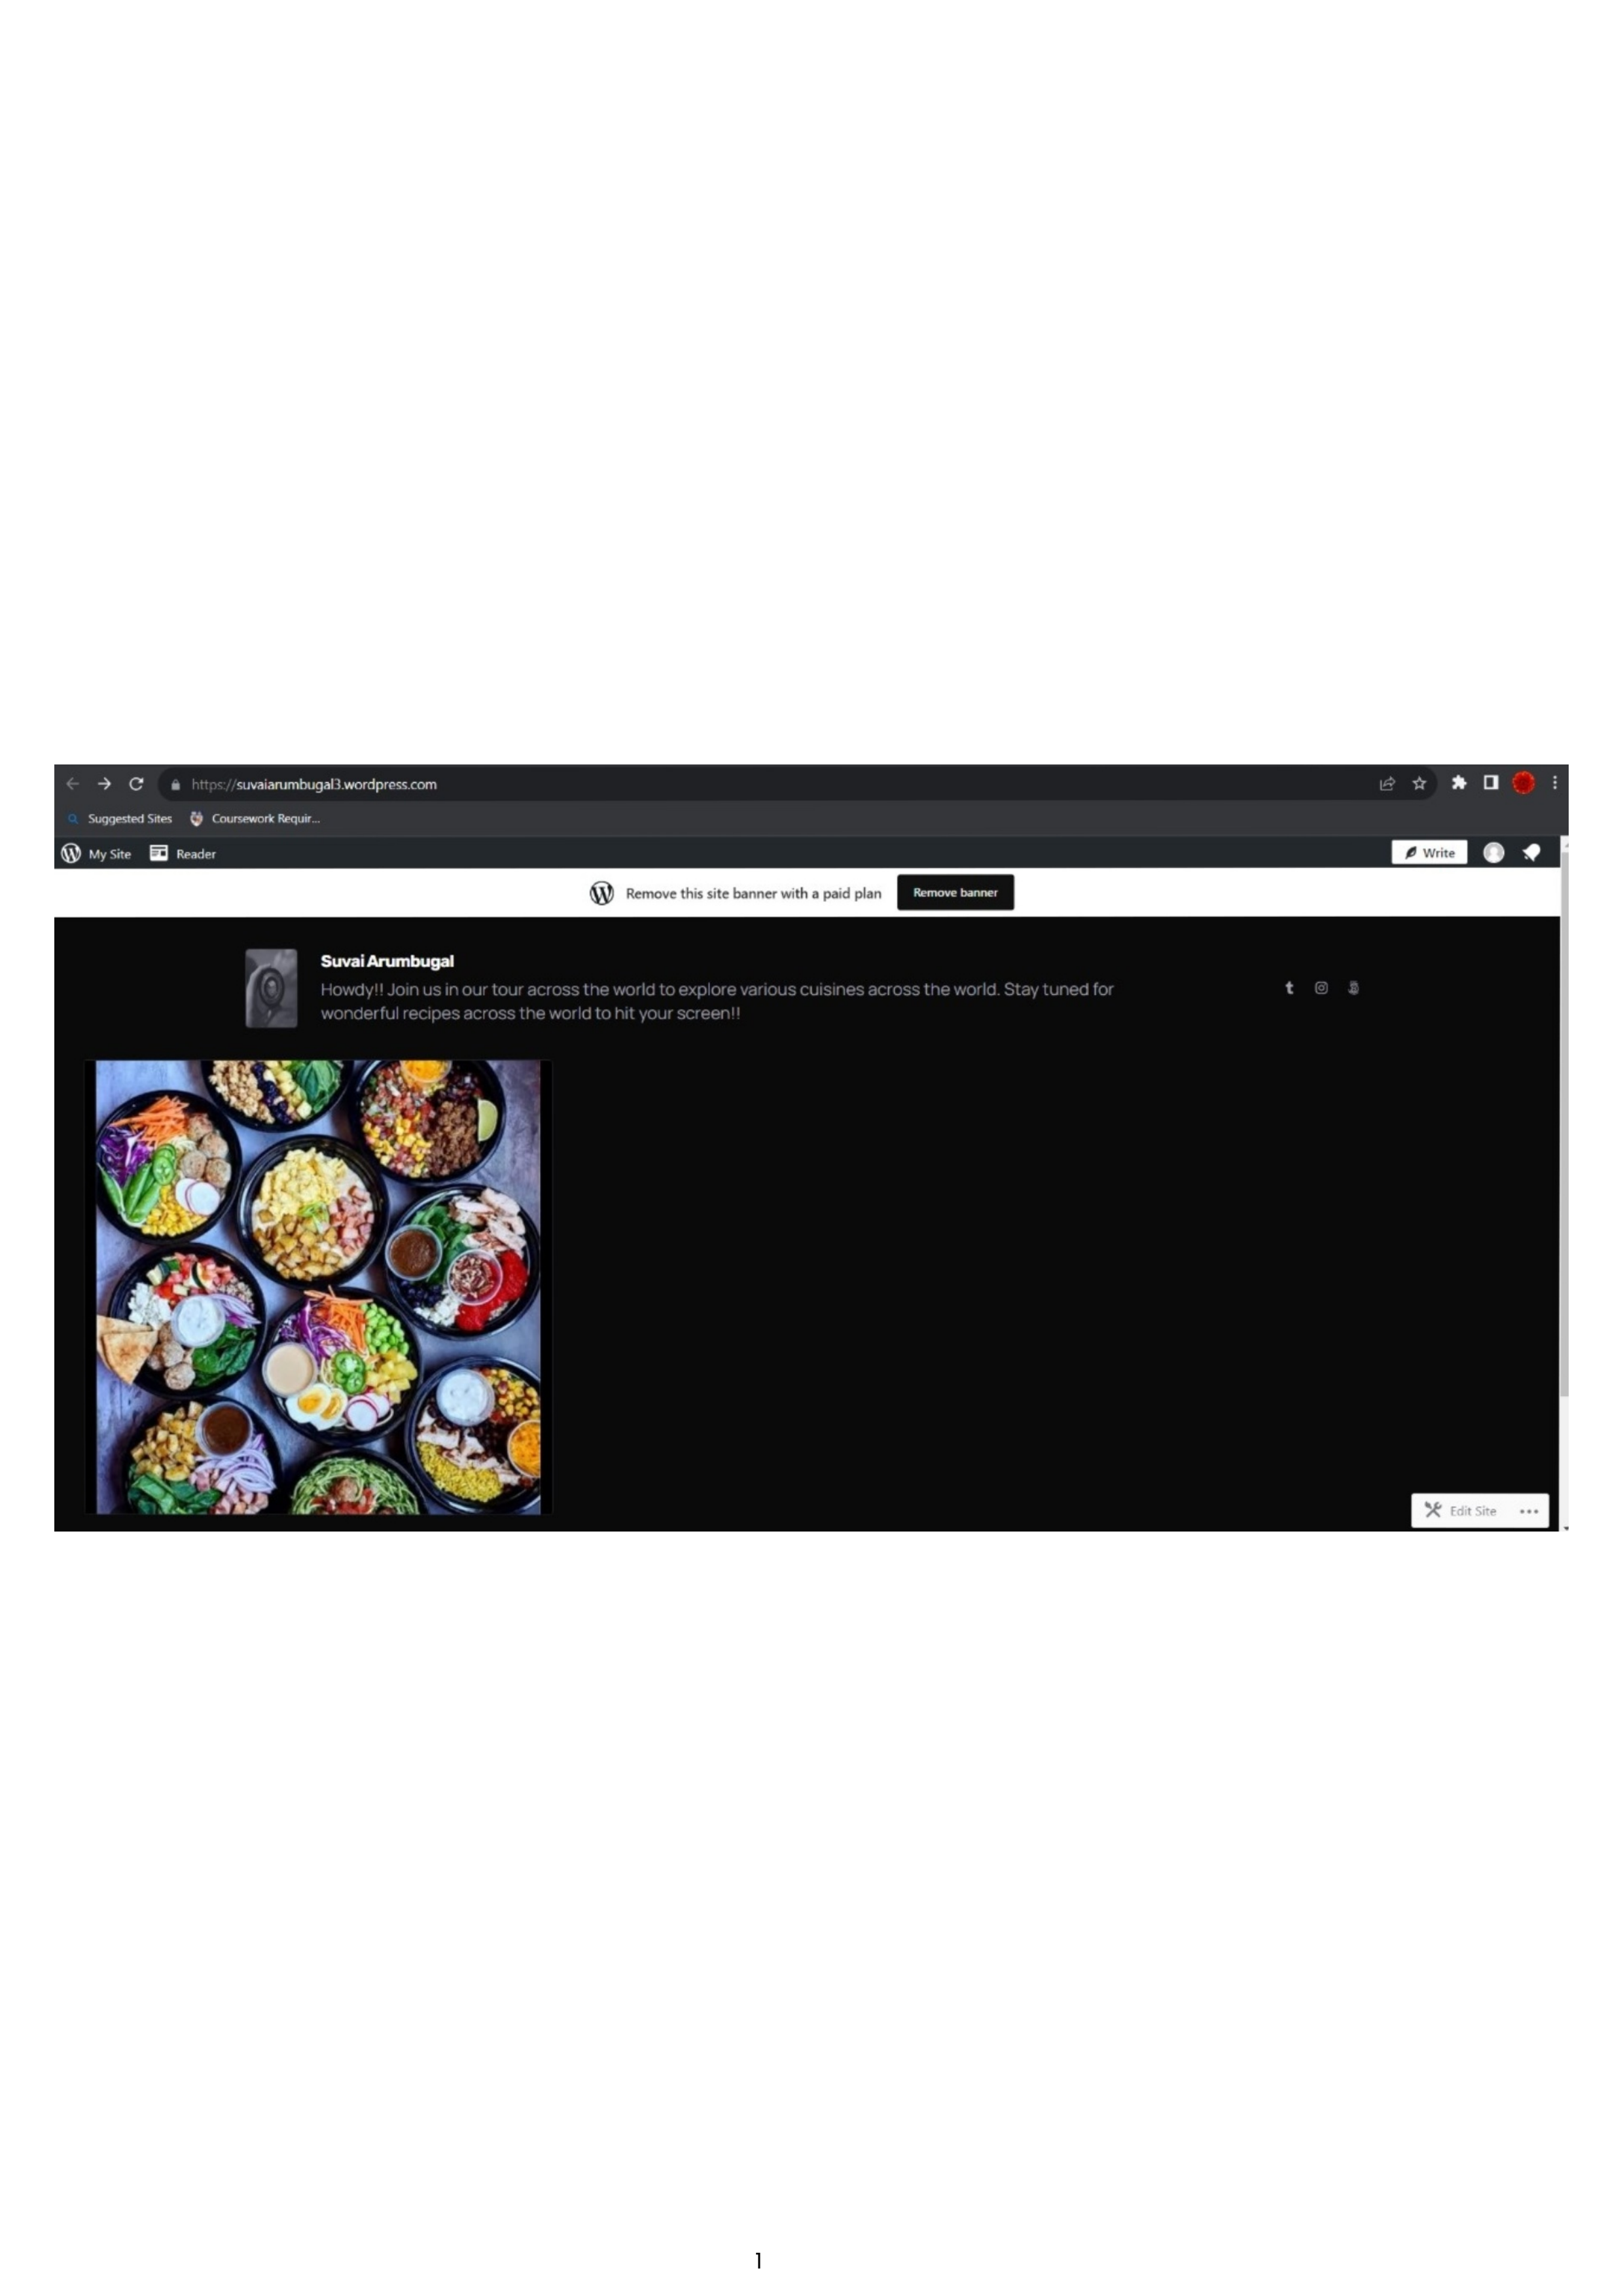 https://suvaiarumbugal3.wordpress.com
Suggested Sites Coursework Requir...
My Site Reader Write
Remove this site banner with a paid plan Remove banner
Suvai Arumbugal
Howdy!! Join us in our tour across the world to explore various cuisines across the world. Stay tuned for
wonderful recipes across the world to hit your screen!!
Edit Site
1